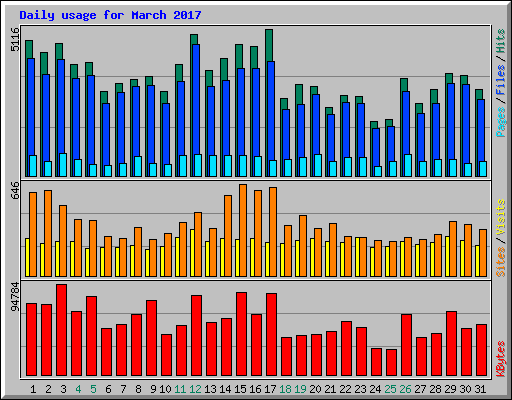 Daily usage for March 2017
5116
Pages / Files / Hits
646
Sites / Visits
94784
KBytes
1 2 3 4 5 6 7 8 9 10 11 12 13 14 15 16 17 18 19 20 21 22 23 24 25 26 27 28 29 30 31